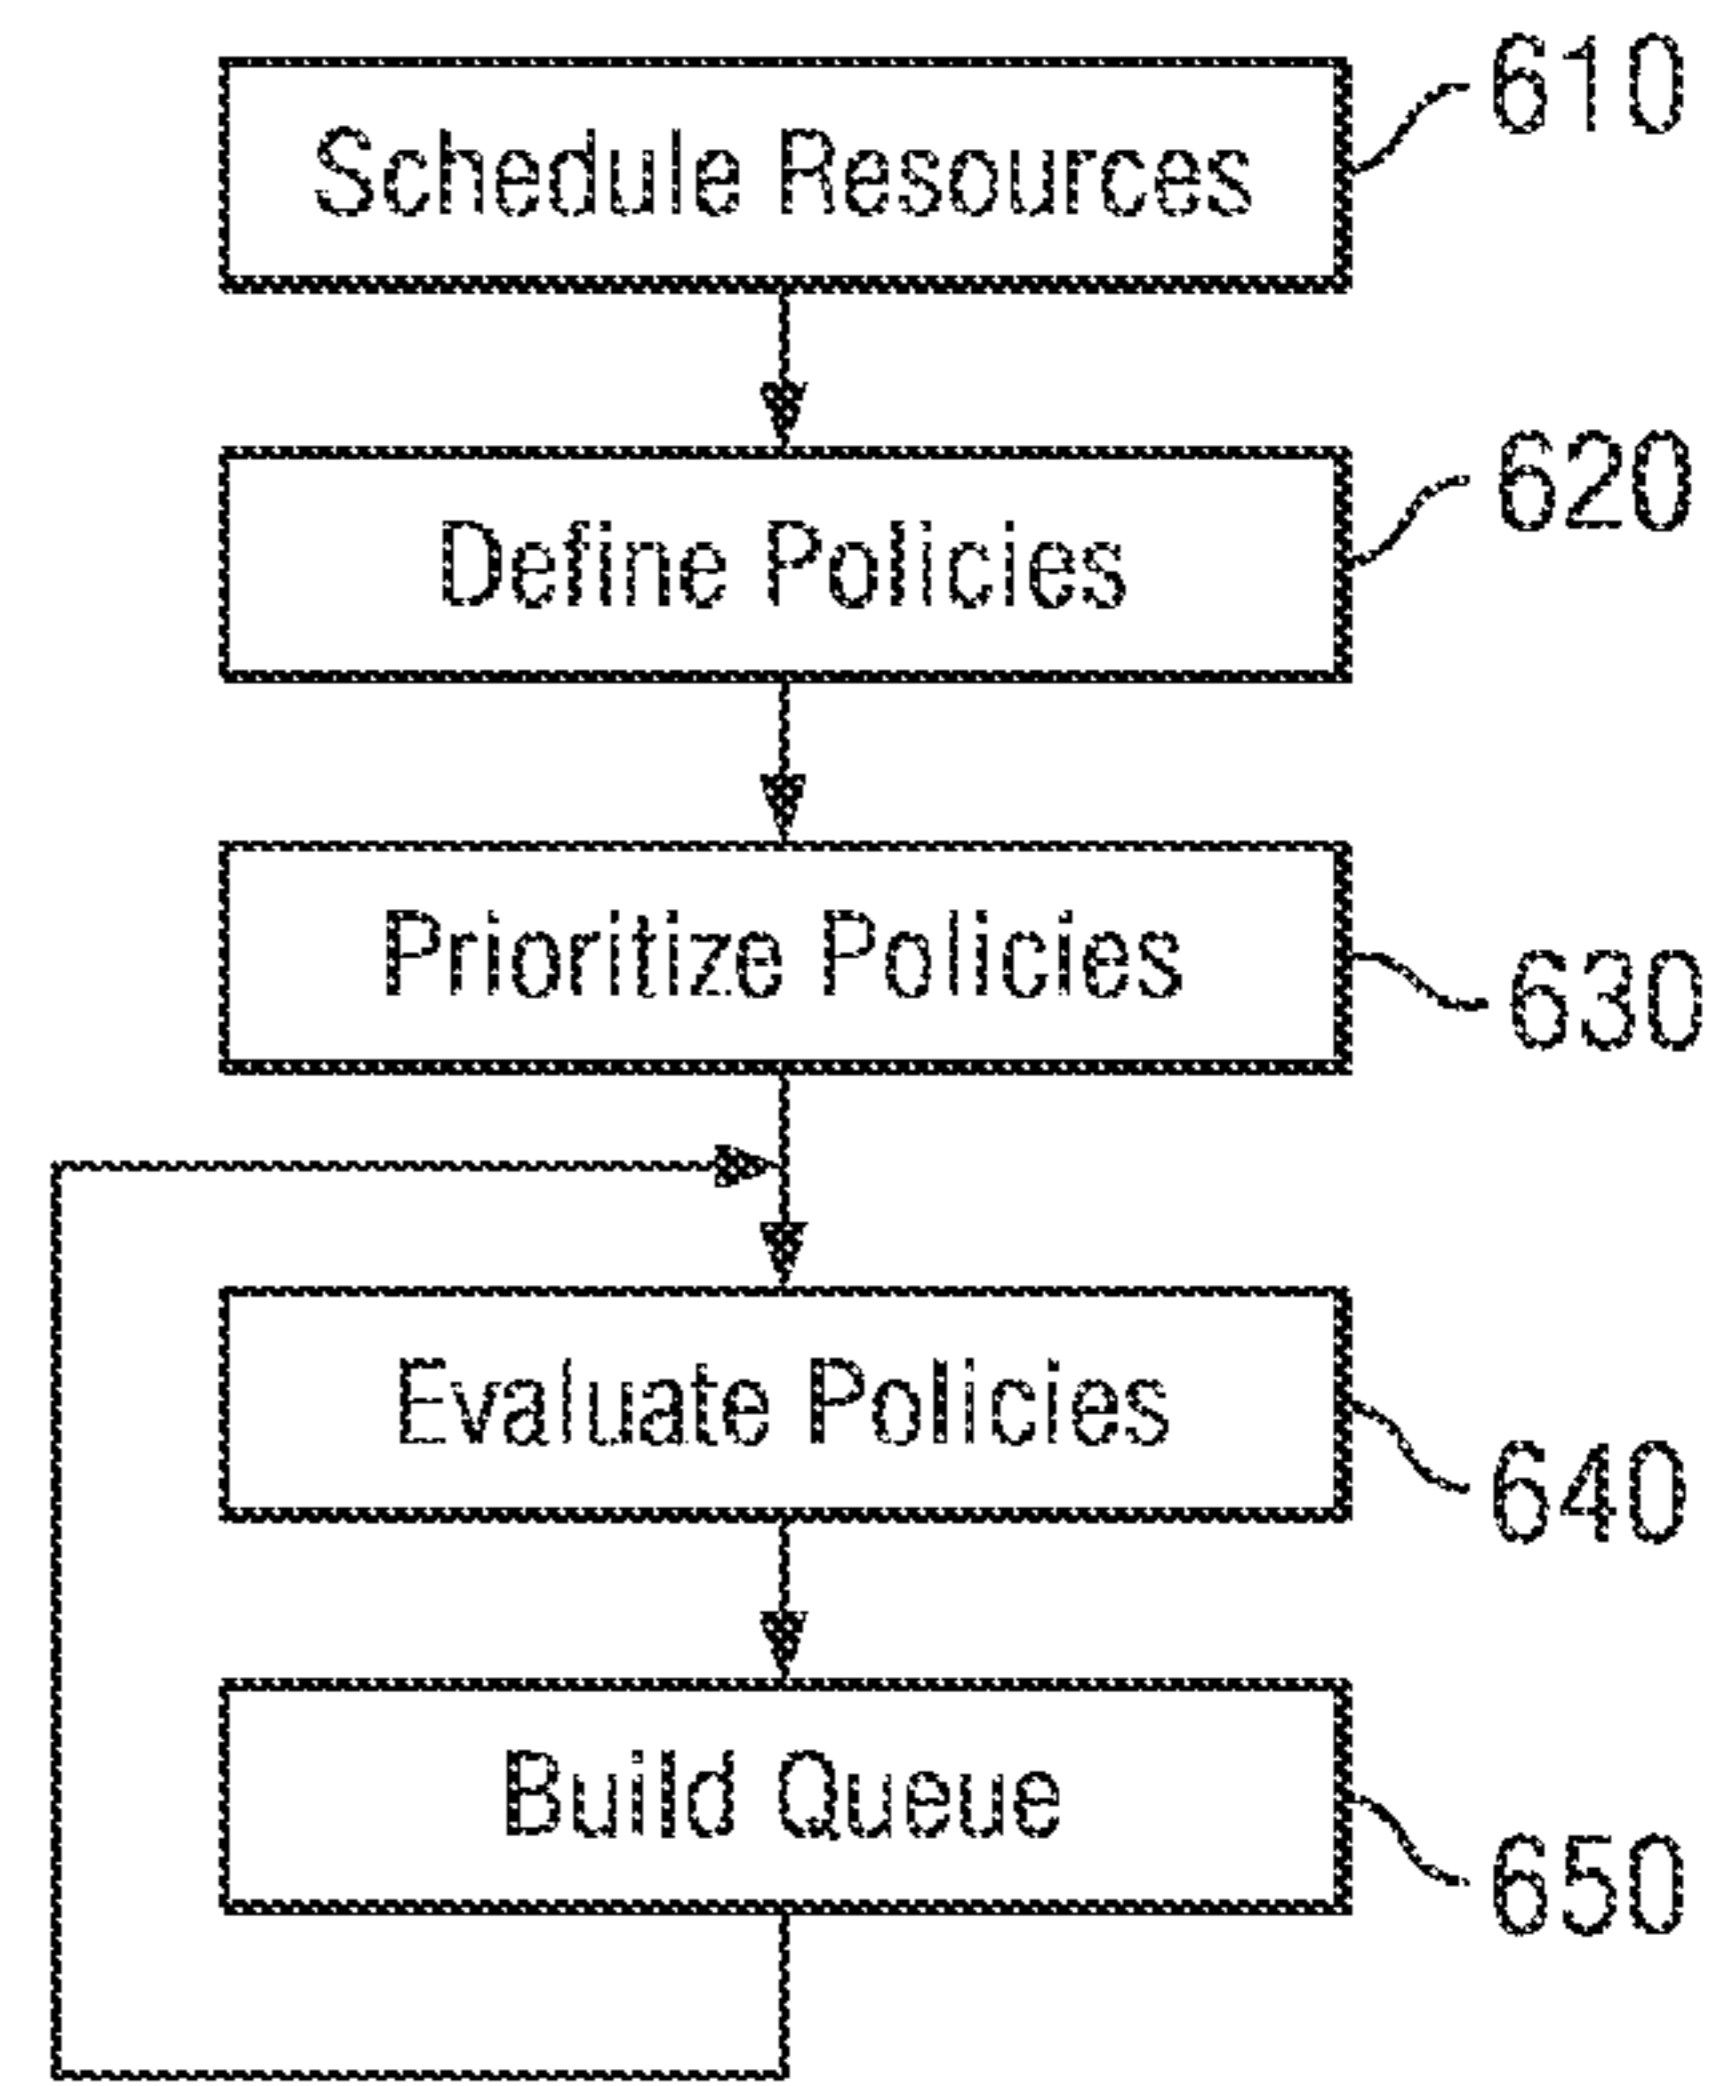 Schedule Resources
610
Define Policies
620
Prioritize Policies
630
Evaluate Policies
640
Build Queue
650